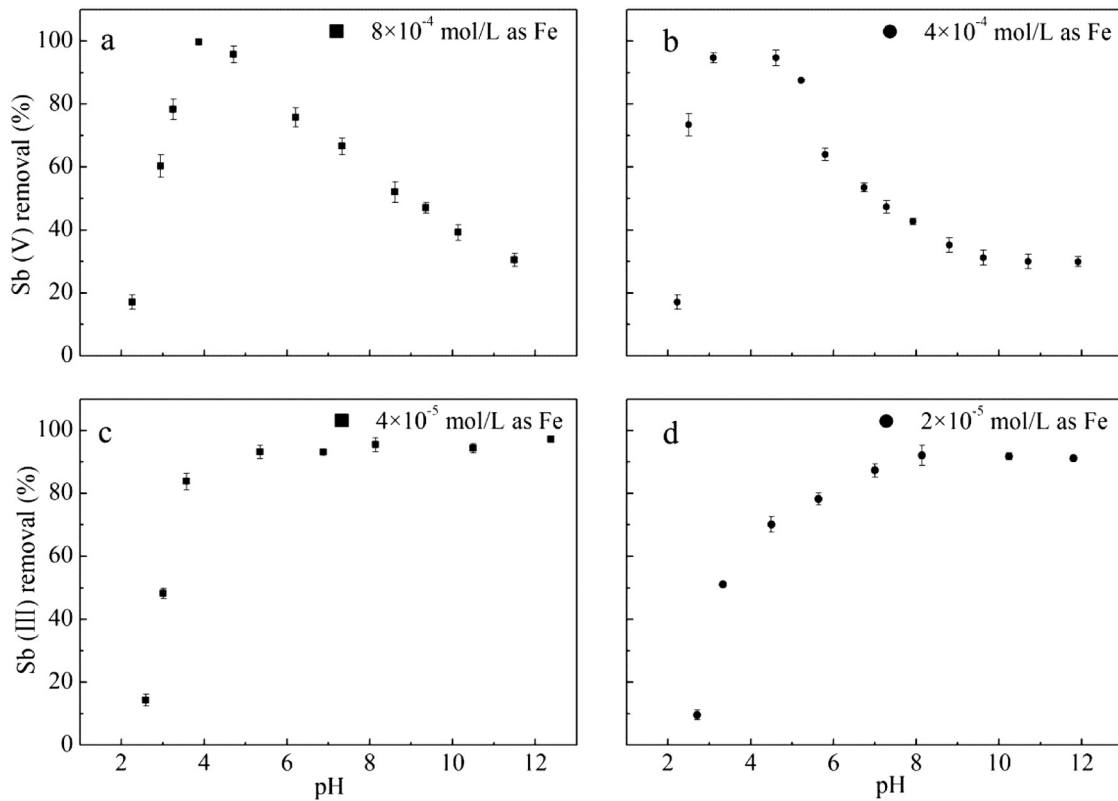 a
■ 8×10⁻⁴ mol/L as Fe
b
● 4×10⁻⁴ mol/L as Fe
Sb (V) removal (%)
100
80
60
40
20
0
c
■ 4×10⁻⁵ mol/L as Fe
d
● 2×10⁻⁵ mol/L as Fe
Sb (III) removal (%)
100
80
60
40
20
0
2 4 6 8 10 12
2 4 6 8 10 12
pH
pH